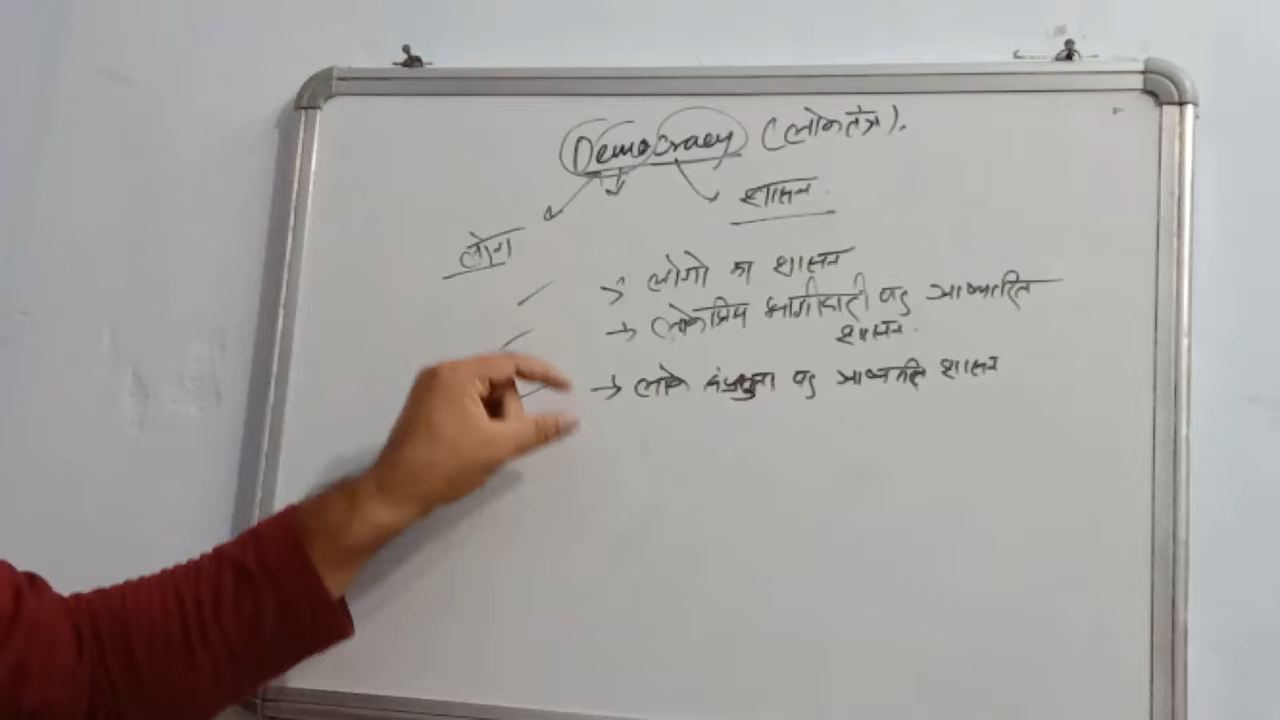 Democracy (लोकतंत्र).
शासन
लोग
→ लोगो का शासन
→ लोकप्रिय भागीदारी पर आधारित
शासन.
→ लोक संप्रभुता पर आधारित शासन